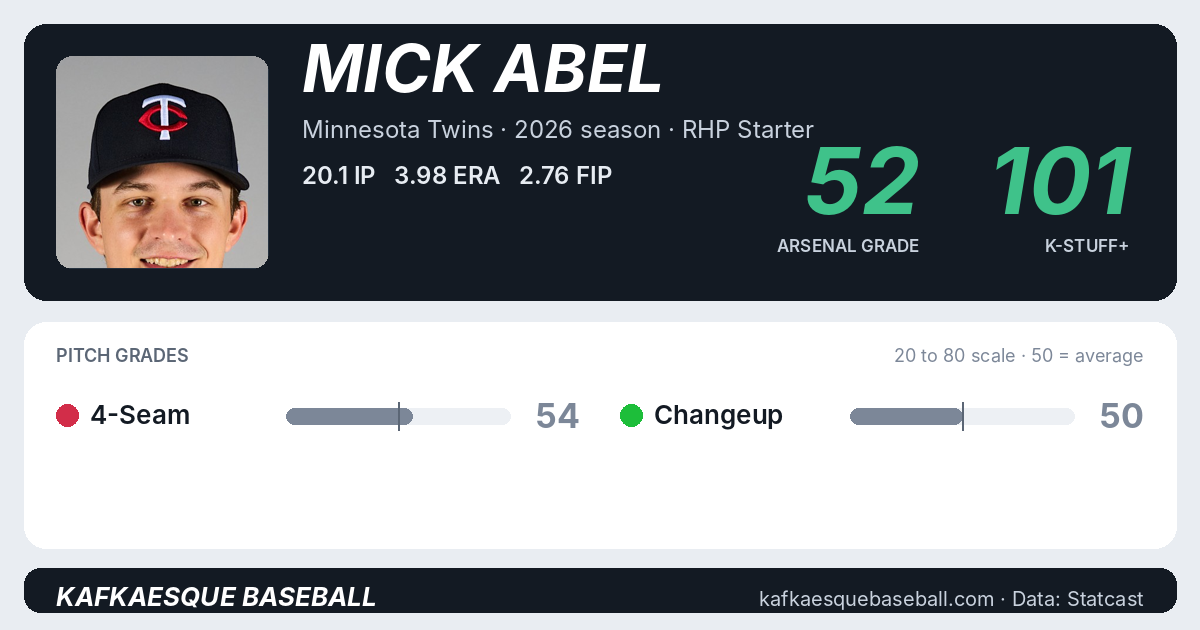 MICK ABEL
Minnesota Twins · 2026 season · RHP Starter
20.1 IP 3.98 ERA 2.76 FIP
52 101
ARSENAL GRADE K-STUFF+
PITCH GRADES 20 to 80 scale · 50 = average
4-Seam 54 Changeup 50
KAFKAESQUE BASEBALL kafkaesquebaseball.com · Data: Statcast